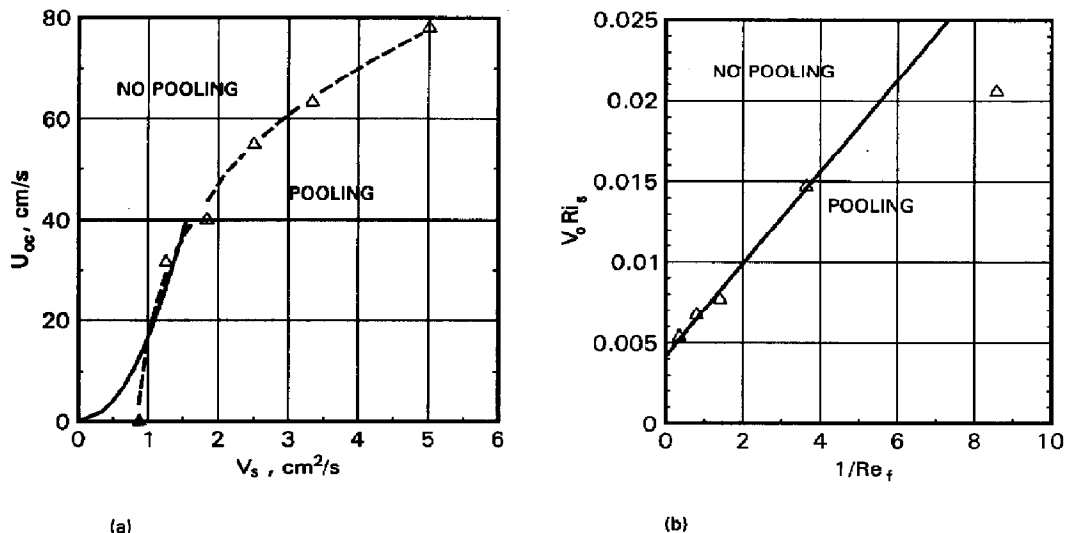 80
60
40
20
0
U_oc, cm/s
NO POOLING
POOLING
0 1 2 3 4 5 6
V_s , cm²/s
(a)
0.025
0.02
0.015
0.01
0.005
0
V_o Ri_s
NO POOLING
POOLING
0 2 4 6 8 10
1/Re_f
(b)